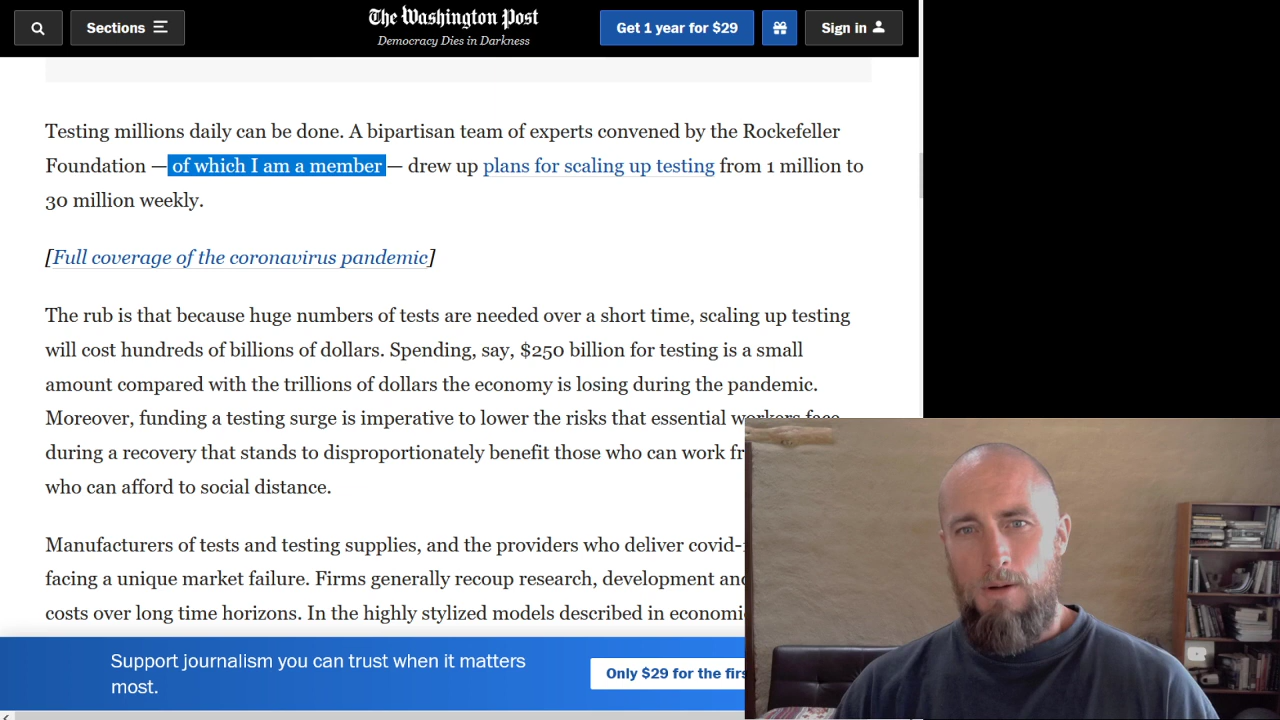 Sections
The Washington Post
Democracy Dies in Darkness
Get 1 year for $29
Sign in
Testing millions daily can be done. A bipartisan team of experts convened by the Rockefeller
Foundation — of which I am a member — drew up plans for scaling up testing from 1 million to
30 million weekly.
[Full coverage of the coronavirus pandemic]
The rub is that because huge numbers of tests are needed over a short time, scaling up testing
will cost hundreds of billions of dollars. Spending, say, $250 billion for testing is a small
amount compared with the trillions of dollars the economy is losing during the pandemic.
Moreover, funding a testing surge is imperative to lower the risks that essential workers face
during a recovery that stands to disproportionately benefit those who can work
who can afford to social distance.
Manufacturers of tests and testing supplies, and the providers who deliver
facing a unique market failure. Firms generally recoup research, development
costs over long time horizons. In the highly stylized models described in
Support journalism you can trust when it matters
most.
Only $29 for the